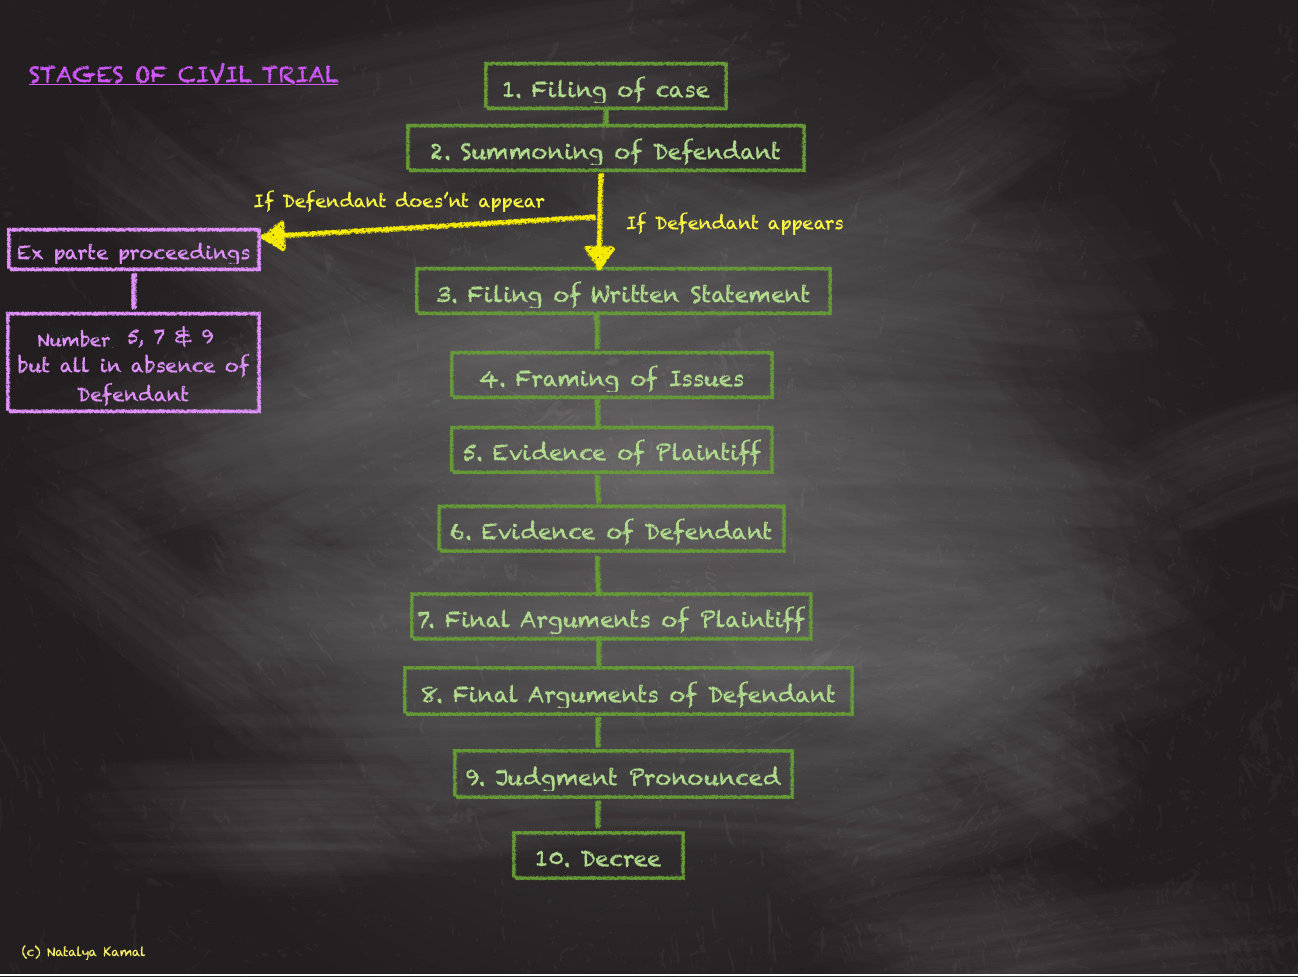 STAGES OF CIVIL TRIAL
1. Filing of case
2. Summoning of Defendant
If Defendant does'nt appear
If Defendant appears
Ex parte proceedings
Number 5, 7 & 9
but all in absence of
Defendant
3. Filing of Written Statement
4. Framing of Issues
5. Evidence of Plaintiff
6. Evidence of Defendant
7. Final Arguments of Plaintiff
8. Final Arguments of Defendant
9. Judgment Pronounced
10. Decree
(c) Natalya Kamal